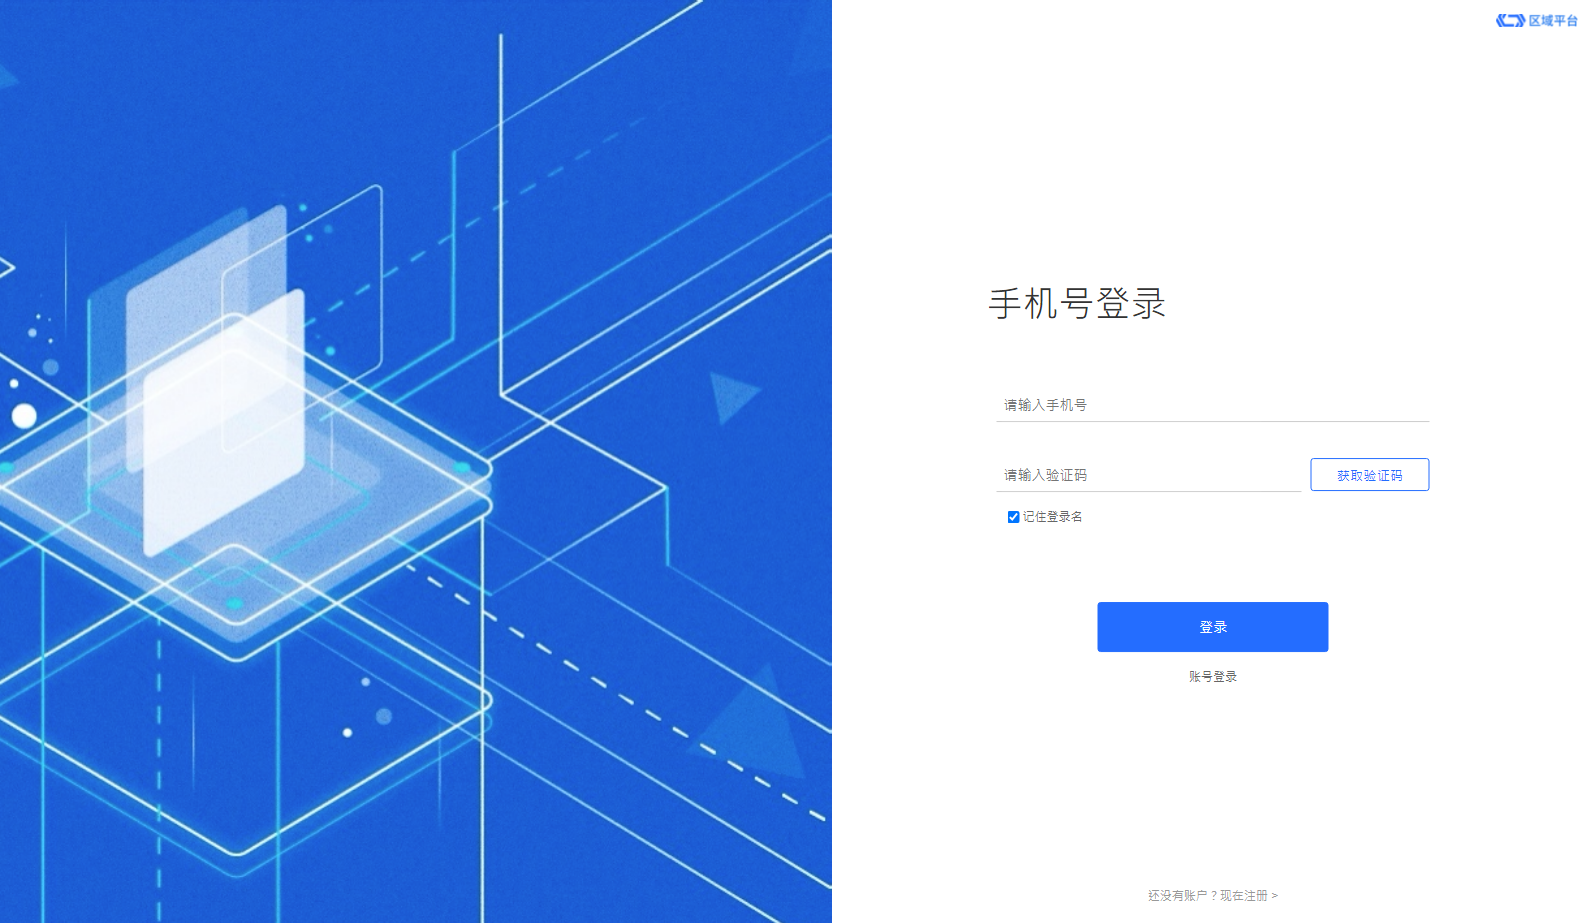 区域平台
手机号登录
请输入手机号
请输入验证码
获取验证码
记住登录名
登录
账号登录
还没有账户？现在注册 >